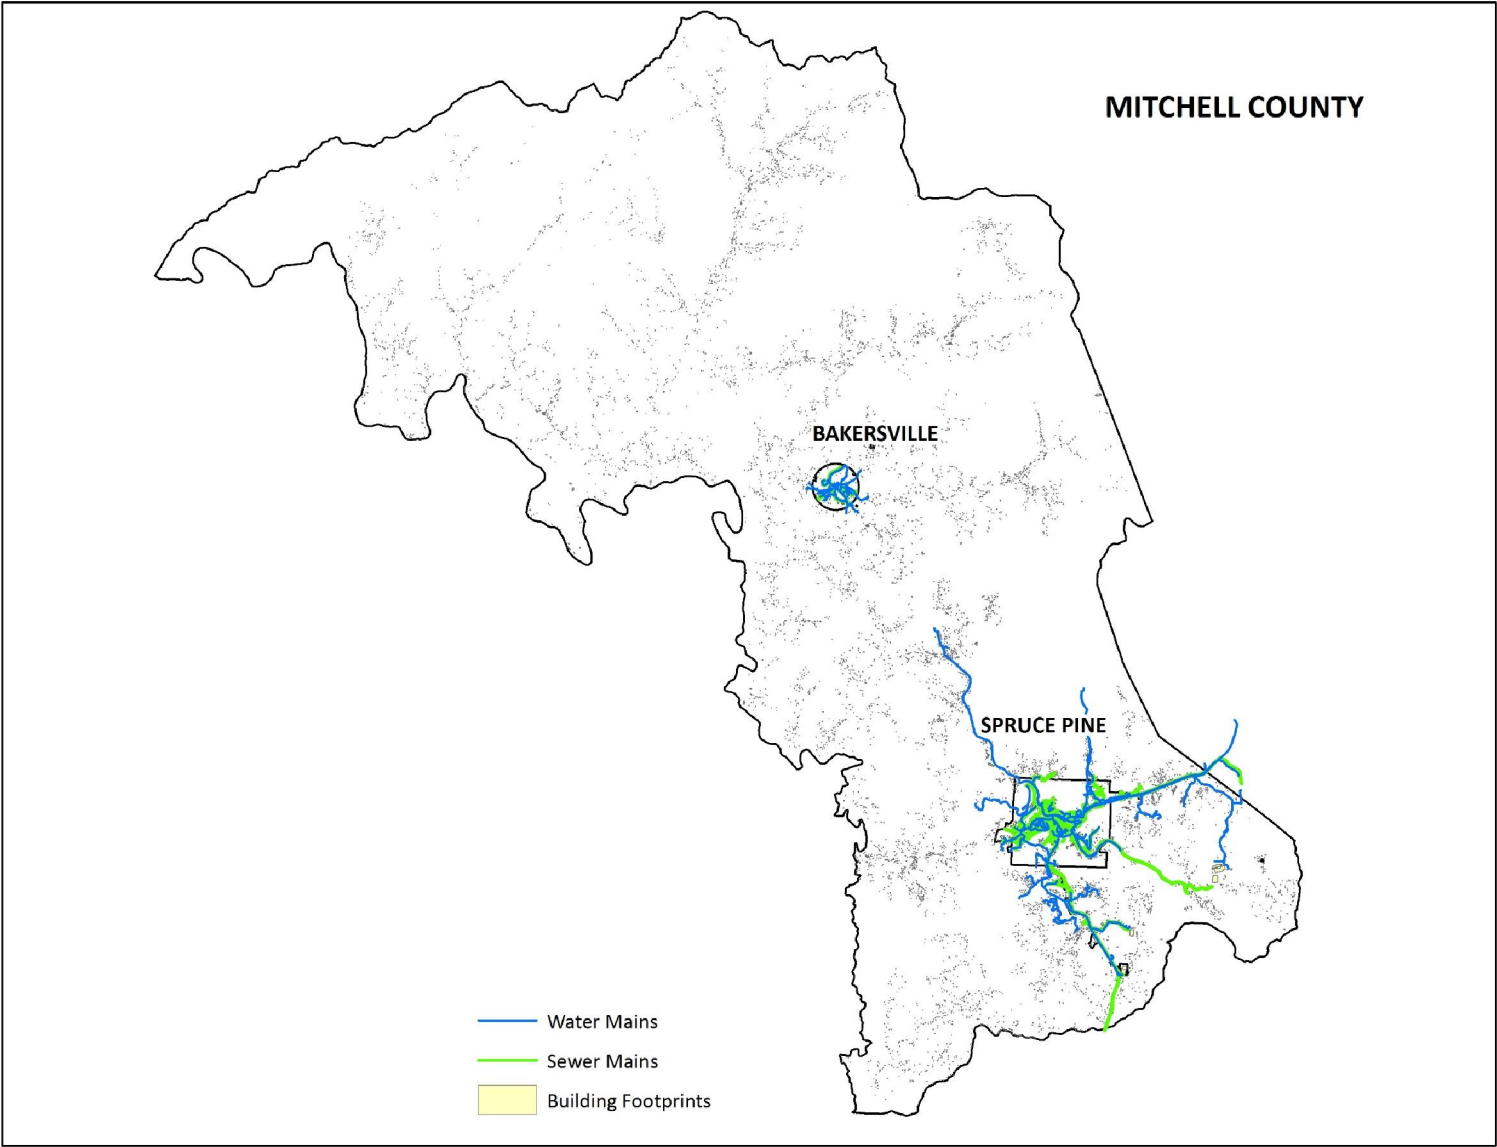 MITCHELL COUNTY
BAKERSVILLE
SPRUCE PINE
Water Mains
Sewer Mains
Building Footprints